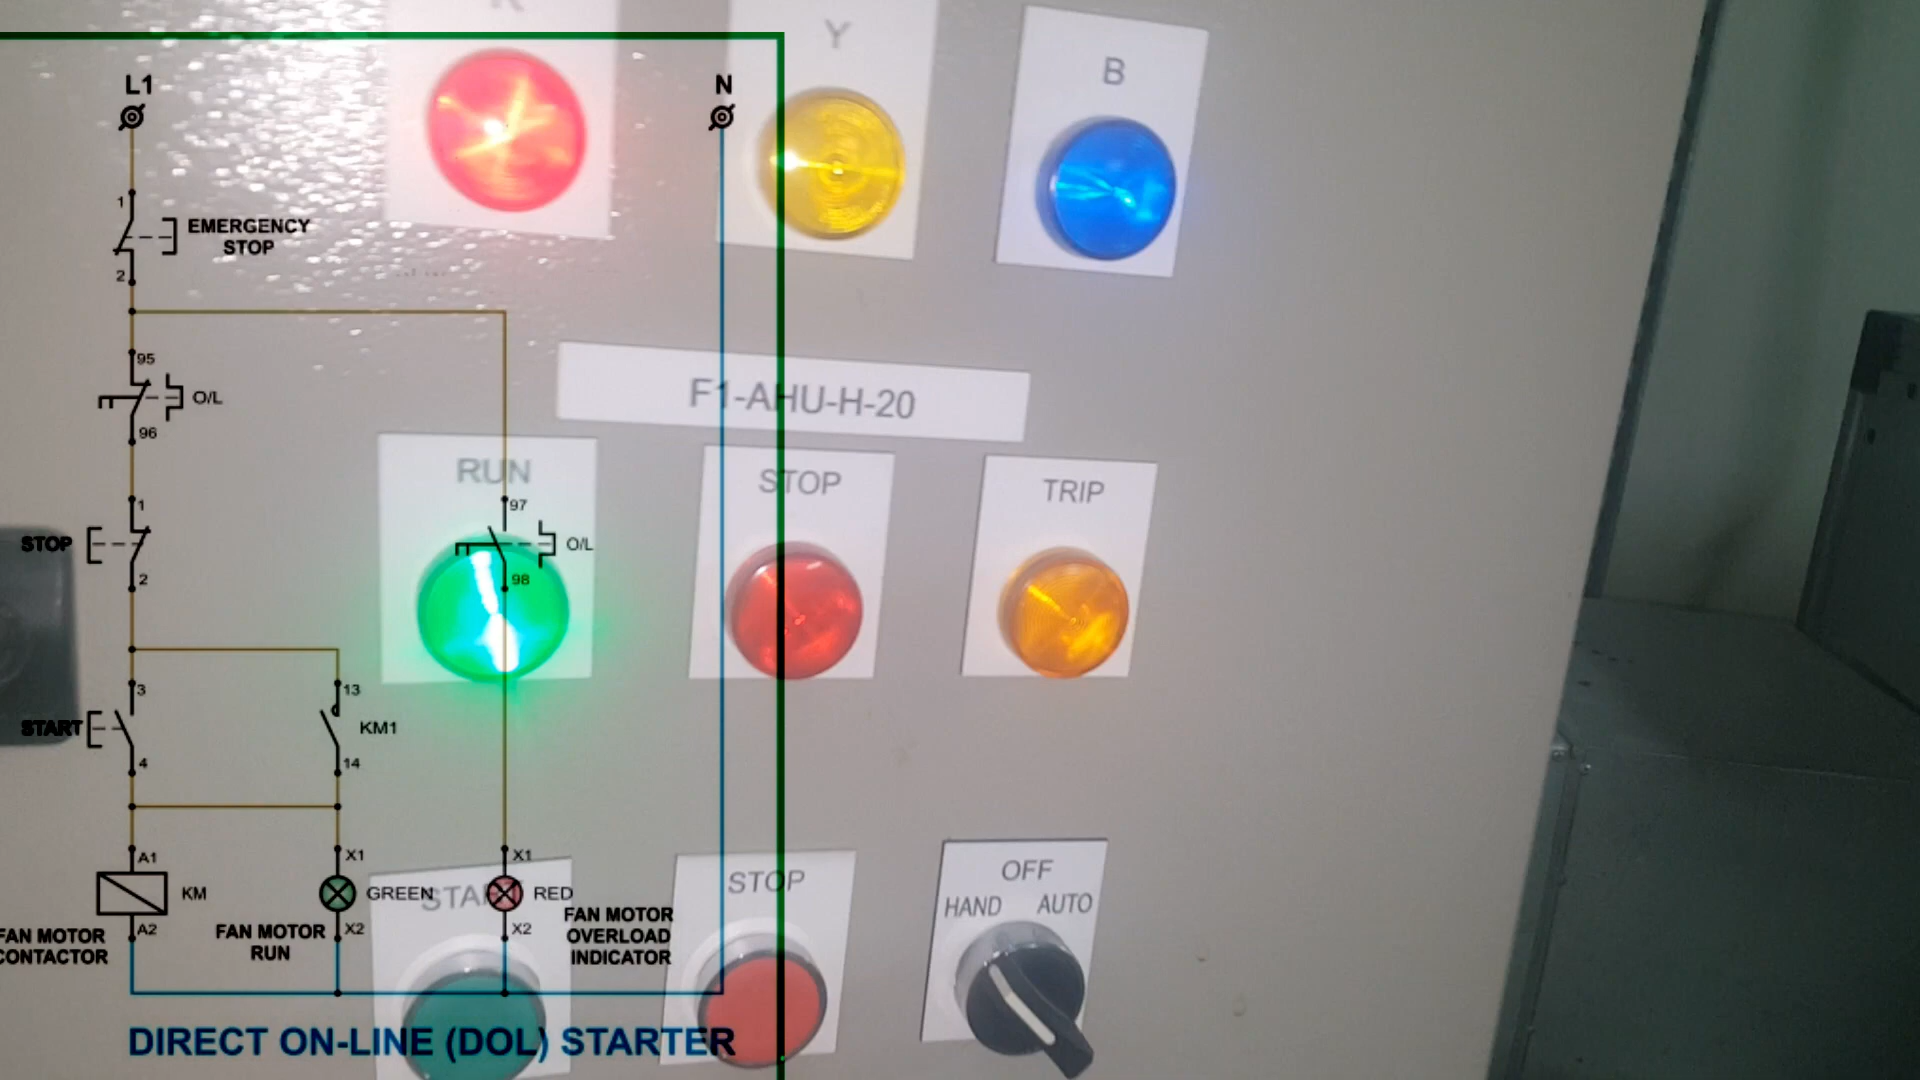 R
Y
B
L1
N
1
EMERGENCY
STOP
2
95
O/L
96
F1-AHU-H-20
RUN
STOP
TRIP
1
STOP
2
97
O/L
98
3
START
4
13
KM1
14
OFF
HAND
AUTO
START
STOP
A1
KM
A2
X1
GREEN
X2
X1
RED
X2
FAN MOTOR
CONTACTOR
FAN MOTOR
RUN
FAN MOTOR
OVERLOAD
INDICATOR
DIRECT ON-LINE (DOL) STARTER